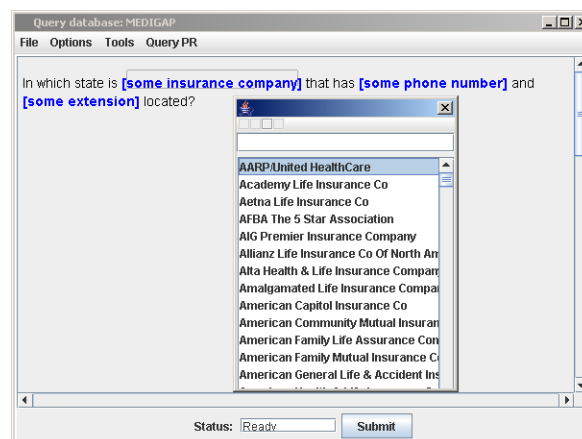 Query database: MEDIGAP
File Options Tools Query PR
In which state is [some insurance company] that has [some phone number] and
[some extension] located?
AARP/United HealthCare
Academy Life Insurance Co
Aetna Life Insurance Co
AFBA The 5 Star Association
AIG Premier Insurance Company
Allianz Life Insurance Co Of North Am
Alta Health & Life Insurance Company
Amalgamated Life Insurance Compa
American Capitol Insurance Co
American Community Mutual Insuran
American Family Life Assurance Com
American Family Mutual Insurance C
American General Life & Accident Ins
Status: Ready Submit